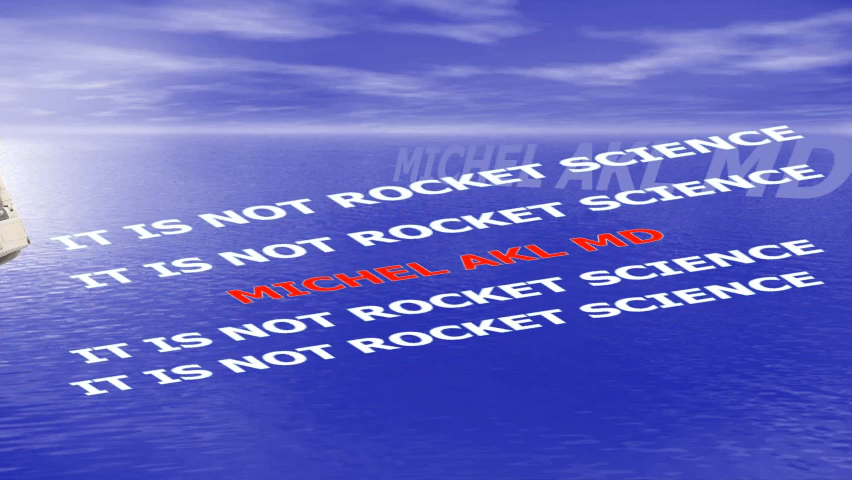 MICHEL AKL MD
IT IS NOT ROCKET SCIENCE
IT IS NOT ROCKET SCIENCE
MICHEL AKL MD
IT IS NOT ROCKET SCIENCE
IT IS NOT ROCKET SCIENCE